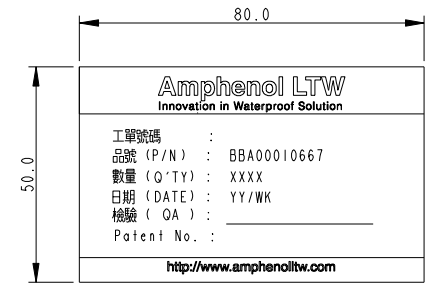 80.0
50.0
Amphenol LTW
Innovation in Waterproof Solution
工單號碼 :
品號 (P/N) : BBA00010667
數量 (Q'TY) : XXXX
日期 (DATE) : YY/WK
檢驗 ( QA ) :
Patent No. :
http://www.amphenolltw.com